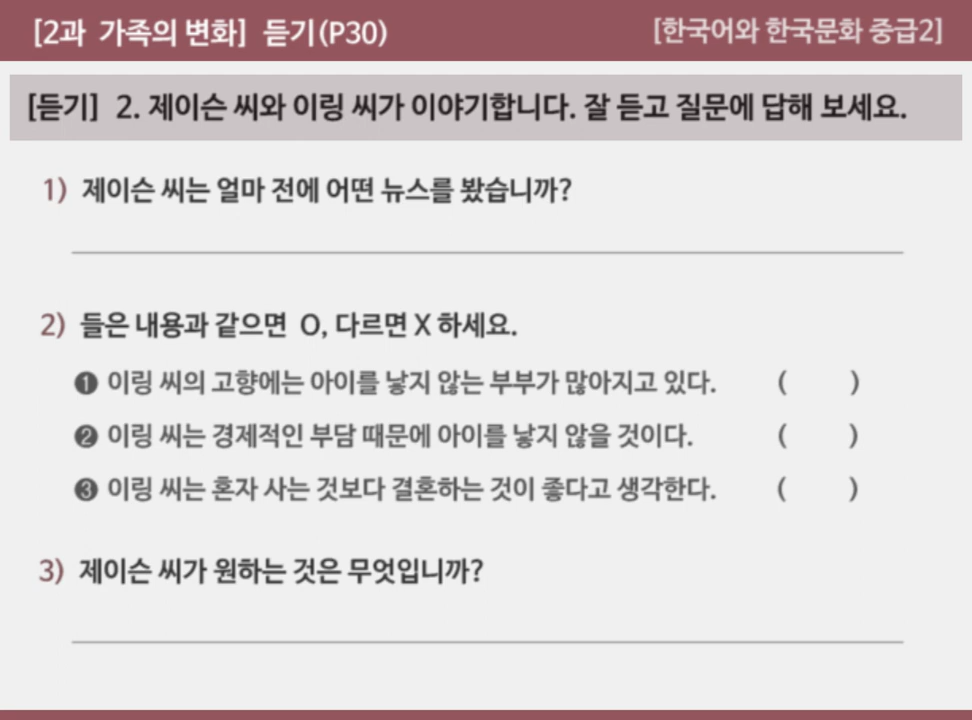 [2과 가족의 변화] 듣기(P30)
[한국어와 한국문화 중급2]
[듣기] 2. 제이슨 씨와 이링 씨가 이야기합니다. 잘 듣고 질문에 답해 보세요.
1) 제이슨 씨는 얼마 전에 어떤 뉴스를 봤습니까?
2) 들은 내용과 같으면 O, 다르면 X 하세요.
❶ 이링 씨의 고향에는 아이를 낳지 않는 부부가 많아지고 있다. ( )
❷ 이링 씨는 경제적인 부담 때문에 아이를 낳지 않을 것이다. ( )
❸ 이링 씨는 혼자 사는 것보다 결혼하는 것이 좋다고 생각한다. ( )
3) 제이슨 씨가 원하는 것은 무엇입니까?